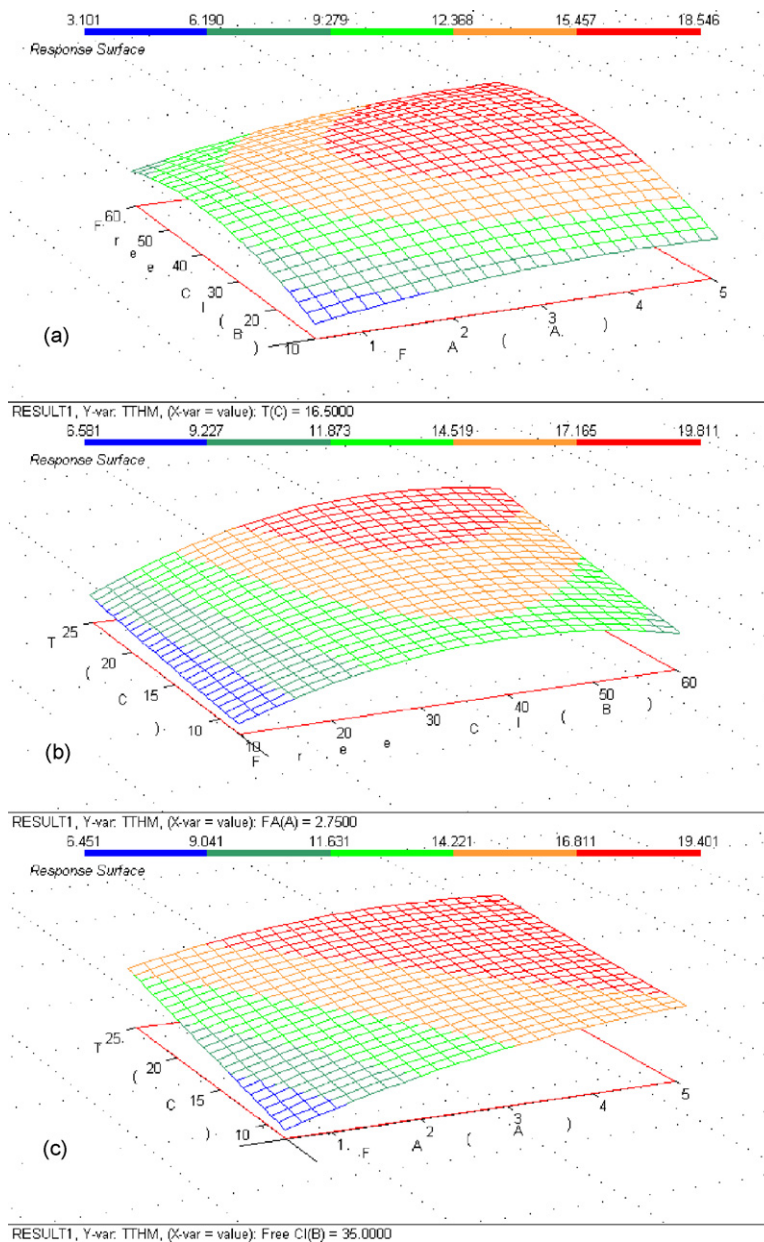 3.101 6.190 9.279 12.368 15.457 18.546
Response Surface
F r e e C l ( B )
60 50 40 30 20 10
1 2 3 4 5
F A ( A )
(a)
RESULT1, Y-var: TTHM, (X-var = value): T(C) = 16.5000
6.581 9.227 11.873 14.519 17.165 19.811
Response Surface
T ( C )
25 20 15 10
10 20 30 40 50 60
F r e e C l ( B )
(b)
RESULT1, Y-var: TTHM, (X-var = value): FA(A) = 2.7500
6.451 9.041 11.631 14.221 16.811 19.401
Response Surface
T ( C )
25 20 15 10
1 2 3 4 5
F A ( A )
(c)
RESULT1, Y-var: TTHM, (X-var = value): Free Cl(B) = 35.0000